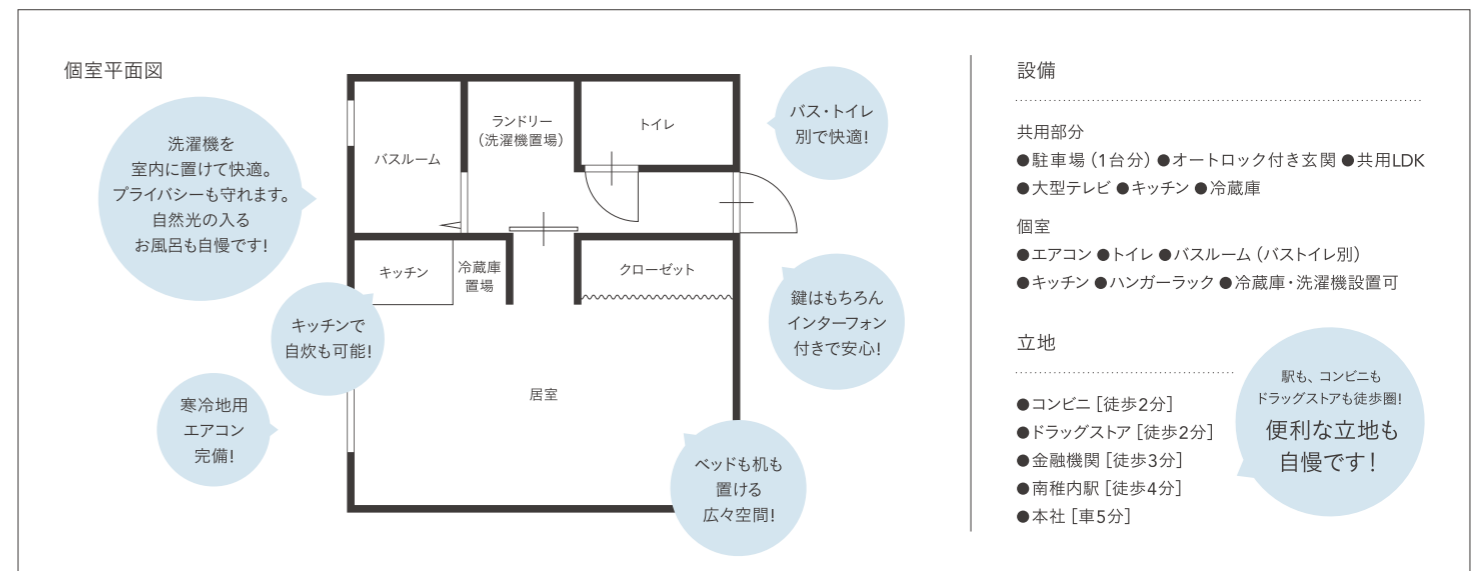 個室平面図
洗濯機を
室内に置けて快適。
プライバシーも守れます。
自然光の入る
お風呂も自慢です!
バスルーム
ランドリー
(洗濯機置場)
トイレ
バス・トイレ
別で快適!
キッチン
冷蔵庫
置場
クローゼット
キッチンで
自炊も可能!
鍵はもちろん
インターフォン
付きで安心!
居室
寒冷地用
エアコン
完備!
ベッドも机も
置ける
広々空間!
設備
共用部分
●駐車場(1台分) ●オートロック付き玄関 ●共用LDK
●大型テレビ ●キッチン ●冷蔵庫
個室
●エアコン ●トイレ ●バスルーム(バストイレ別)
●キッチン ●ハンガーラック ●冷蔵庫・洗濯機設置可
立地
●コンビニ[徒歩2分]
●ドラッグストア[徒歩2分]
●金融機関[徒歩3分]
●南稚内駅[徒歩4分]
●本社[車5分]
駅も、コンビニも
ドラッグストアも徒歩圏!
便利な立地も
自慢です!